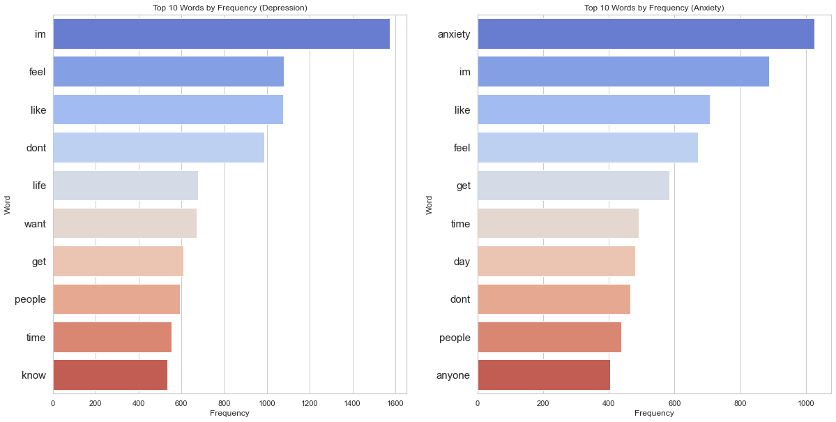 Top 10 Words by Frequency (Depression)
im
feel
like
dont
life
want
get
people
time
know
Word
0 200 400 600 800 1000 1200 1400 1600
Frequency
Top 10 Words by Frequency (Anxiety)
anxiety
im
like
feel
get
time
day
dont
people
anyone
Word
0 200 400 600 800 1000
Frequency